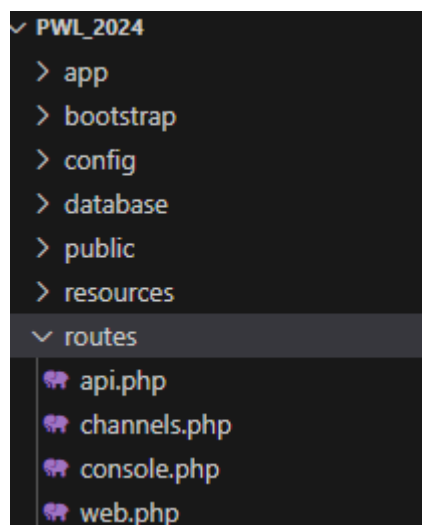 PWL_2024
app
bootstrap
config
database
public
resources
routes
api.php
channels.php
console.php
web.php